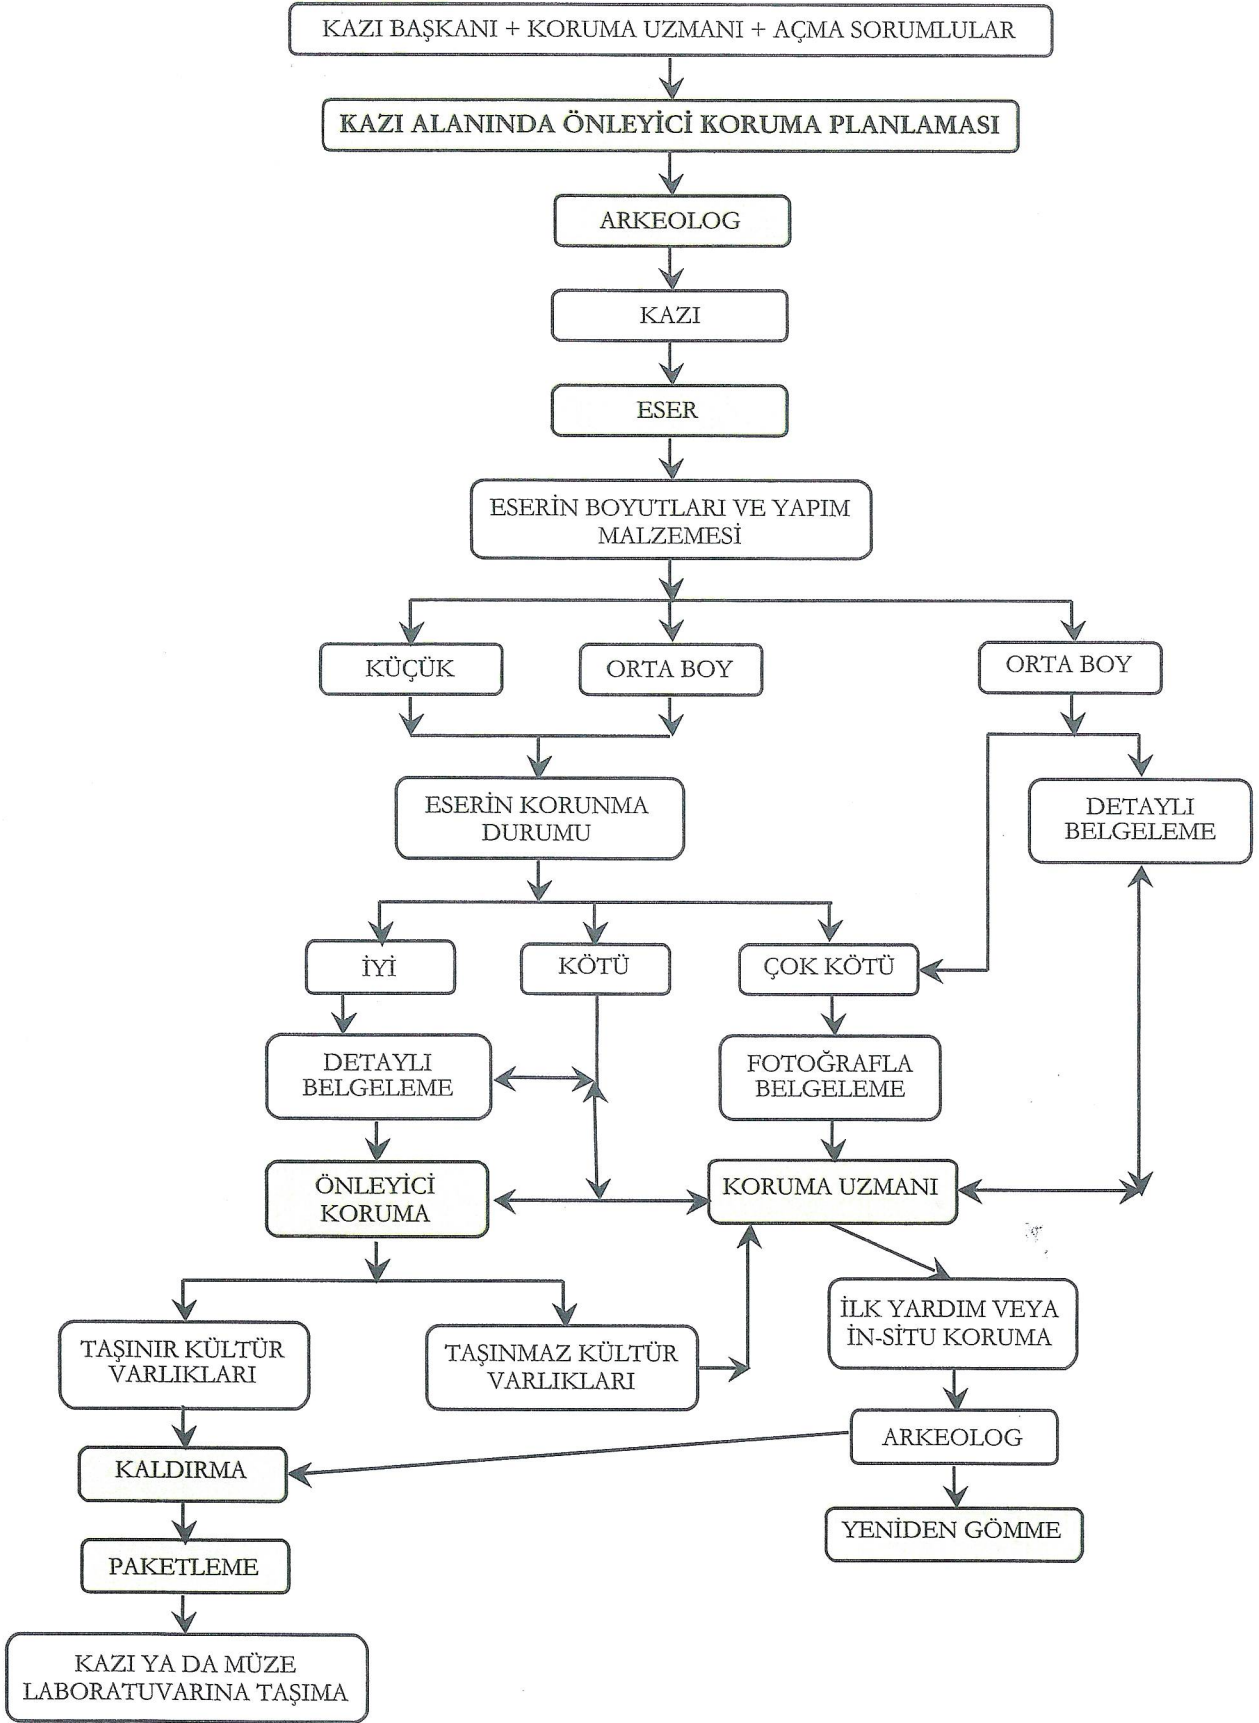 KAZI BAŞKANI + KORUMA UZMANI + AÇMA SORUMLULAR
KAZI ALANINDA ÖNLEYİCİ KORUMA PLANLAMASI
ARKEOLOG
KAZI
ESER
ESERİN BOYUTLARI VE YAPIM
MALZEMESİ
KÜÇÜK
ORTA BOY
ORTA BOY
ESERİN KORUNMA
DURUMU
DETAYLI
BELGELEME
İYİ
KÖTÜ
ÇOK KÖTÜ
DETAYLI
BELGELEME
FOTOĞRAFLA
BELGELEME
ÖNLEYİCİ
KORUMA
KORUMA UZMANI
TAŞINIR KÜLTÜR
VARLIKLARI
TAŞINMAZ KÜLTÜR
VARLIKLARI
İLK YARDIM VEYA
İN-SİTU KORUMA
KALDIRMA
ARKEOLOG
PAKETLEME
YENİDEN GÖMME
KAZI YA DA MÜZE
LABORATUVARINA TAŞIMA